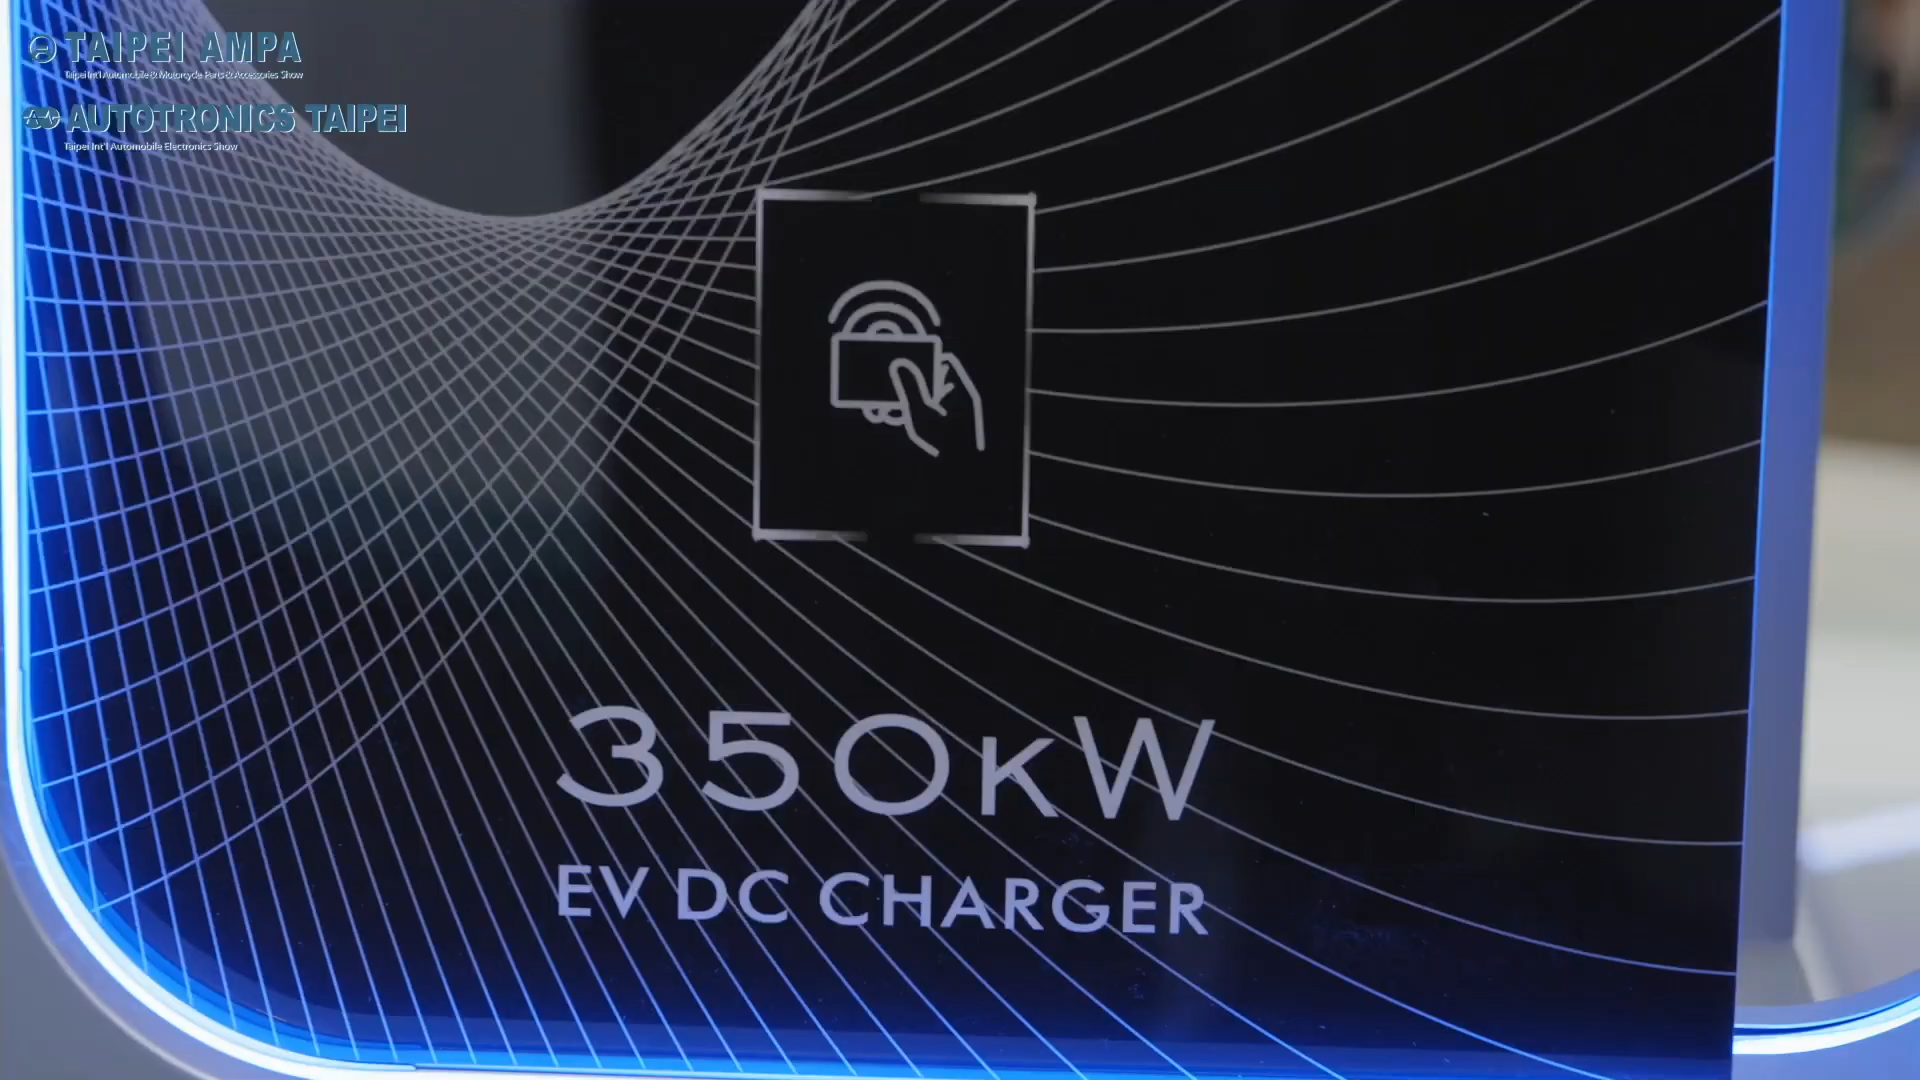 TAIPEI AMPA
Taipei Int'l Automobile & Motorcycle Parts & Accessories Show
AUTOTRONICS TAIPEI
Taipei Int'l Automobile Electronics Show
350kW
EV DC CHARGER